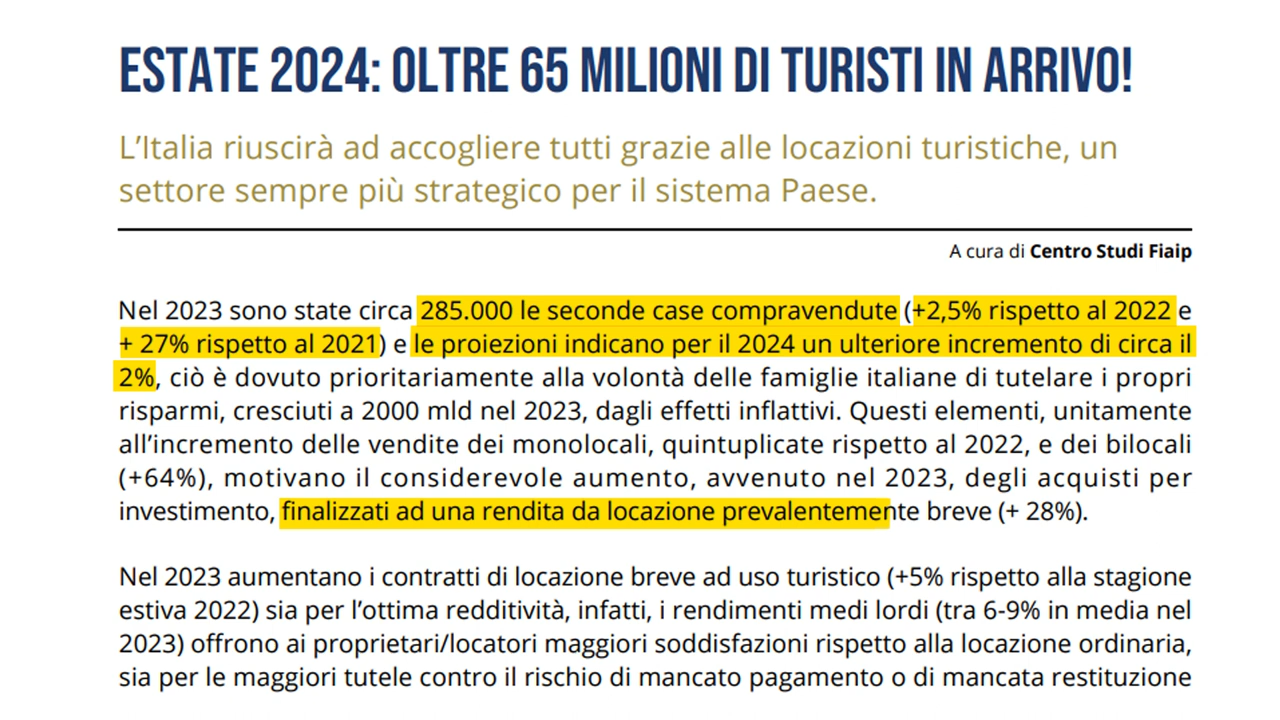 ESTATE 2024: OLTRE 65 MILIONI DI TURISTI IN ARRIVO!
L’Italia riuscirà ad accogliere tutti grazie alle locazioni turistiche, un
settore sempre più strategico per il sistema Paese.
A cura di Centro Studi Fiaip
Nel 2023 sono state circa 285.000 le seconde case compravendute (+2,5% rispetto al 2022 e
+ 27% rispetto al 2021) e le proiezioni indicano per il 2024 un ulteriore incremento di circa il
2%, ciò è dovuto prioritariamente alla volontà delle famiglie italiane di tutelare i propri
risparmi, cresciuti a 2000 mld nel 2023, dagli effetti inflattivi. Questi elementi, unitamente
all’incremento delle vendite dei monolocali, quintuplicate rispetto al 2022, e dei bilocali
(+64%), motivano il considerevole aumento, avvenuto nel 2023, degli acquisti per
investimento, finalizzati ad una rendita da locazione prevalentemente breve (+ 28%).
Nel 2023 aumentano i contratti di locazione breve ad uso turistico (+5% rispetto alla stagione
estiva 2022) sia per l’ottima redditività, infatti, i rendimenti medi lordi (tra 6-9% in media nel
2023) offrono ai proprietari/locatori maggiori soddisfazioni rispetto alla locazione ordinaria,
sia per le maggiori tutele contro il rischio di mancato pagamento o di mancata restituzione